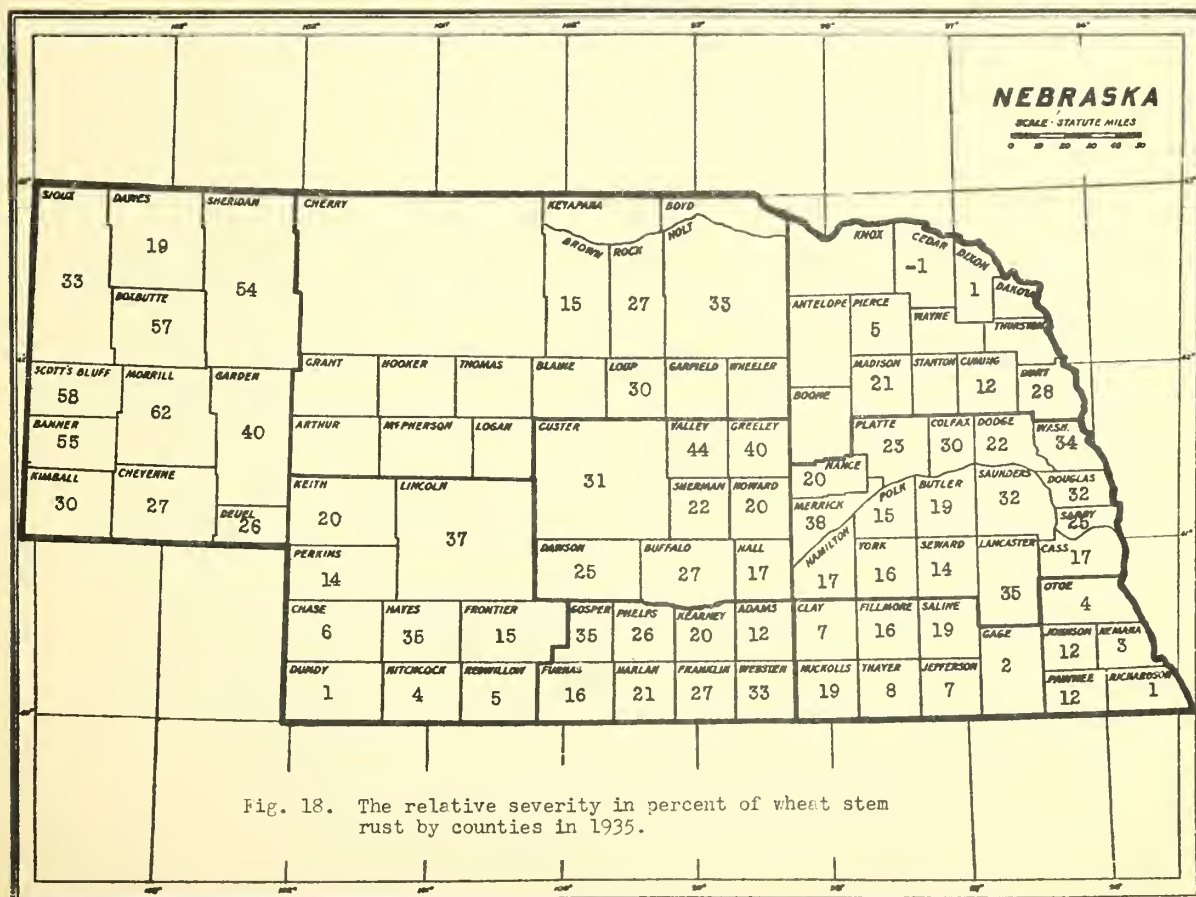 NEBRASKA
SCALE - STATUTE MILES
0 10 20 30 40 50
SIOUX
33
DAWES
19
SHERIDAN
54
CHERRY
KEYAPAHA
BOYD
BROWN
15
ROCK
27
HOLT
33
KNOX
CEDAR
-1
DIXON
1
DAKOTA
BOXBUTTE
57
ANTELOPE
PIERCE
5
WAYNE
THURSTON
SCOTT'S BLUFF
58
MORRILL
62
GARDEN
40
GRANT
HOOKER
THOMAS
BLAINE
LOUP
30
GARFIELD
WHEELER
BOONE
MADISON
21
STANTON
CUMING
12
BURT
28
BANNER
55
ARTHUR
McPHERSON
LOGAN
CUSTER
31
VALLEY
44
GREELEY
40
PLATTE
23
COLFAX
30
DODGE
22
WASH.
34
KIMBALL
30
CHEYENNE
27
DEUEL
26
KEITH
20
LINCOLN
37
SHERMAN
22
HOWARD
20
NANCE
20
MERRICK
38
POLK
15
BUTLER
19
SAUNDERS
32
DOUGLAS
32
SARPY
25
PERKINS
14
DAWSON
25
BUFFALO
27
HALL
17
HAMILTON
17
YORK
16
SEWARD
14
LANCASTER
35
CASS
17
OTOE
4
CHASE
6
HAYES
35
FRONTIER
15
GOSPER
35
PHELPS
26
KEARNEY
20
ADAMS
12
CLAY
7
FILLMORE
16
SALINE
19
GAGE
2
JOHNSON
12
NEMAHA
3
DUNDY
1
HITCHCOCK
4
REDWILLOW
5
FURNAS
16
HARLAN
21
FRANKLIN
27
WEBSTER
33
NUCKOLLS
19
THAYER
8
JEFFERSON
7
PAWNEE
12
RICHARDSON
1
Fig. 18. The relative severity in percent of wheat stem
rust by counties in 1935.